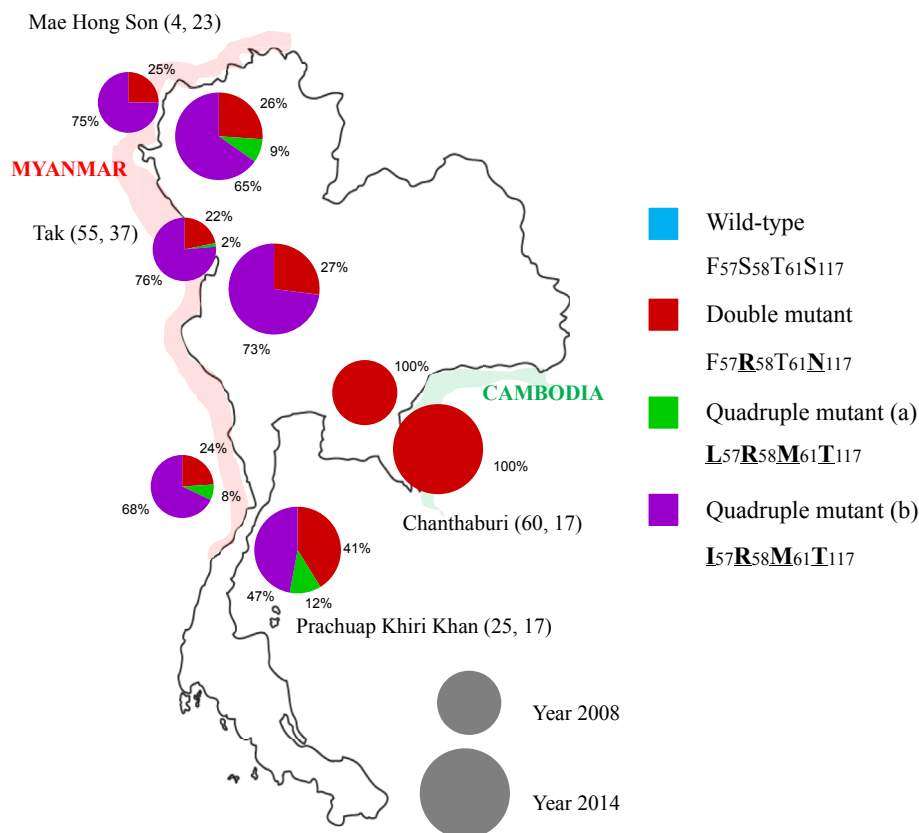 Mae Hong Son (4, 23)
25%
75%
26%
9%
65%
MYANMAR
Tak (55, 37)
22%
2%
76%
27%
73%
100%
CAMBODIA
100%
Chanthaburi (60, 17)
24%
8%
68%
41%
47%
12%
Prachuap Khiri Khan (25, 17)
Wild-type
F57S58T61S117
Double mutant
F57R58T61N117
Quadruple mutant (a)
L57R58M61T117
Quadruple mutant (b)
I57R58M61T117
Year 2008
Year 2014